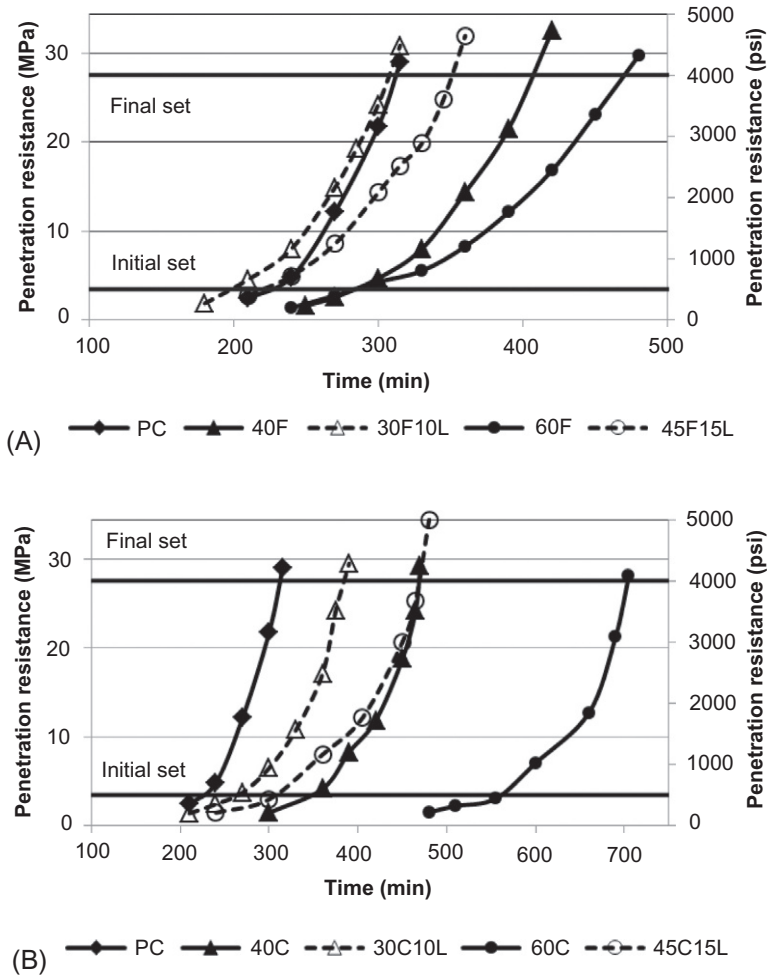 5000
4000
3000
2000
1000
0
30
20
10
0
Final set
Initial set
Penetration resistance (MPa)
Penetration resistance (psi)
100 200 300 400 500
Time (min)
(A) PC 40F 30F10L 60F 45F15L
5000
4000
3000
2000
1000
0
30
20
10
0
Final set
Initial set
Penetration resistance (MPa)
Penetration resistance (psi)
100 200 300 400 500 600 700
Time (min)
(B) PC 40C 30C10L 60C 45C15L